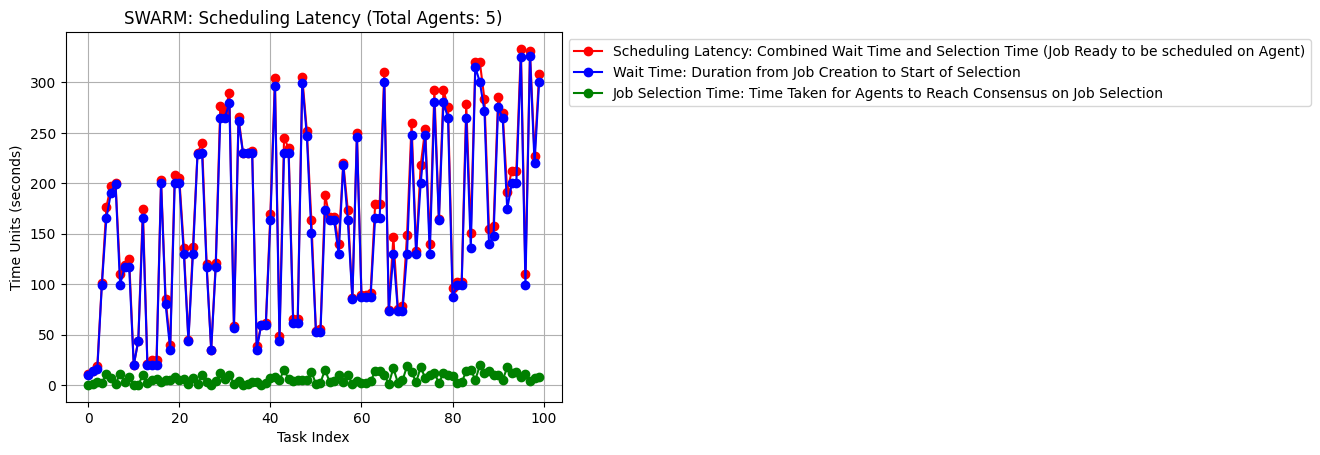 SWARM: Scheduling Latency (Total Agents: 5)
Scheduling Latency: Combined Wait Time and Selection Time (Job Ready to be scheduled on Agent)
Wait Time: Duration from Job Creation to Start of Selection
Job Selection Time: Time Taken for Agents to Reach Consensus on Job Selection
Time Units (seconds)
300
250
200
150
100
50
0
0 20 40 60 80 100
Task Index